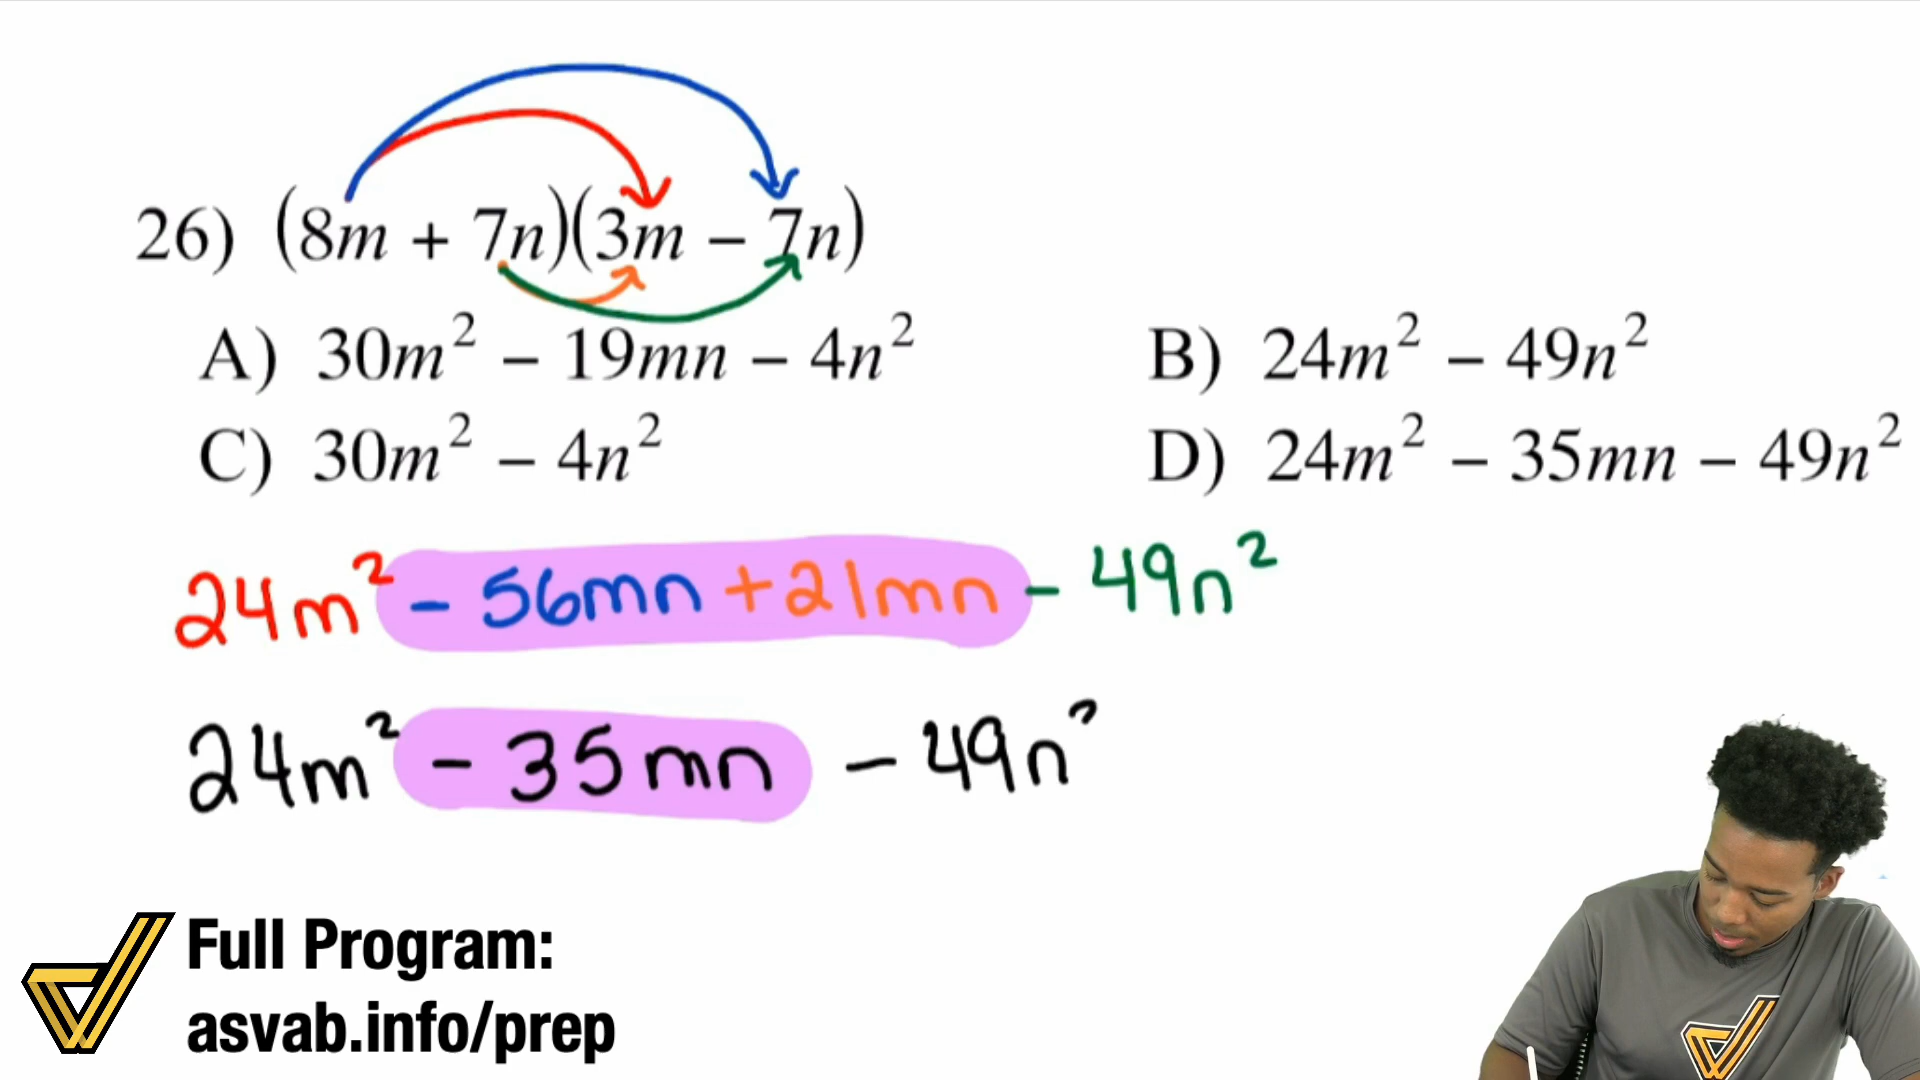 26) (8m + 7n)(3m − 7n)
A) 30m² − 19mn − 4n²
B) 24m² − 49n²
C) 30m² − 4n²
D) 24m² − 35mn − 49n²
24m² − 56mn + 21mn − 49n²
24m² − 35mn − 49n²
Full Program:
asvab.info/prep